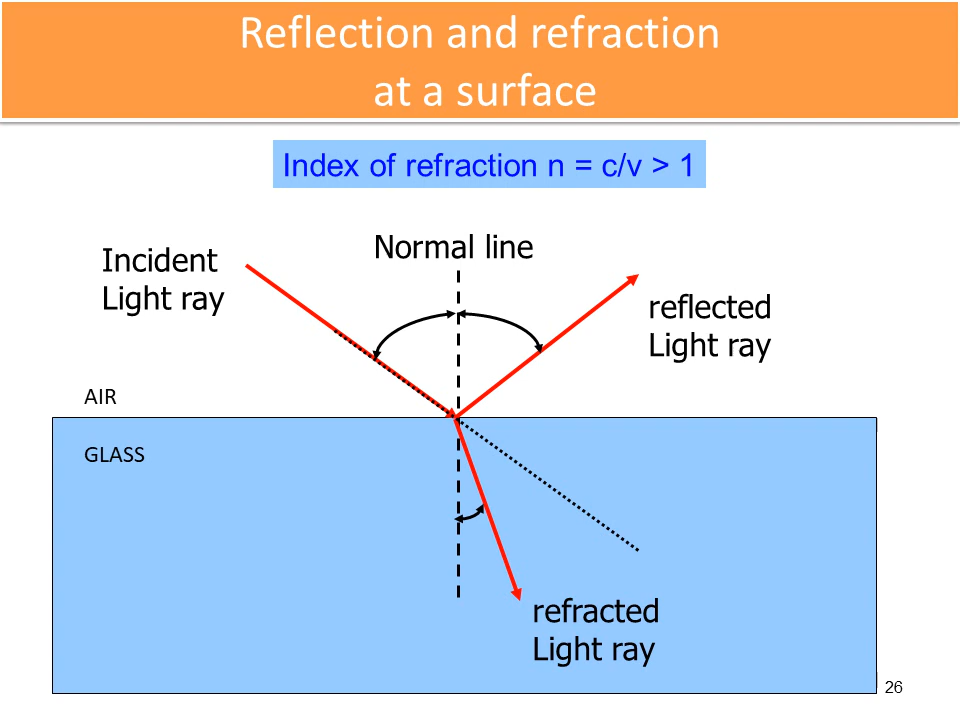 Reflection and refraction
at a surface
Index of refraction n = c/v > 1
Normal line
Incident
Light ray
reflected
Light ray
AIR
GLASS
refracted
Light ray
26